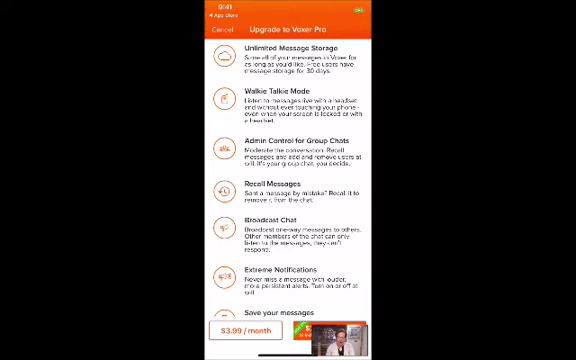 9:41
App Store
Cancel
Upgrade to Voxer Pro
Unlimited Message Storage
Store all of your messages in Voxer for
as long as you'd like. Free users have
message storage for 30 days.
Walkie Talkie Mode
Listen to messages live with a headset
and without ever touching your phone -
even when your screen is locked or with
a headset.
Admin Control for Group Chats
Moderate the conversation. Recall
messages and add and remove users at
will, it's your group chat, you decide.
Recall Messages
Sent a message by mistake? Recall it to
remove it from the chat.
Broadcast Chat
Broadcast one-way messages to others.
Other members of the chat can only
listen to the messages, they can't
respond.
Extreme Notifications
Never miss a message with louder,
more persistent alerts. Turn on or off at
will.
Save your messages
$3.99 / month